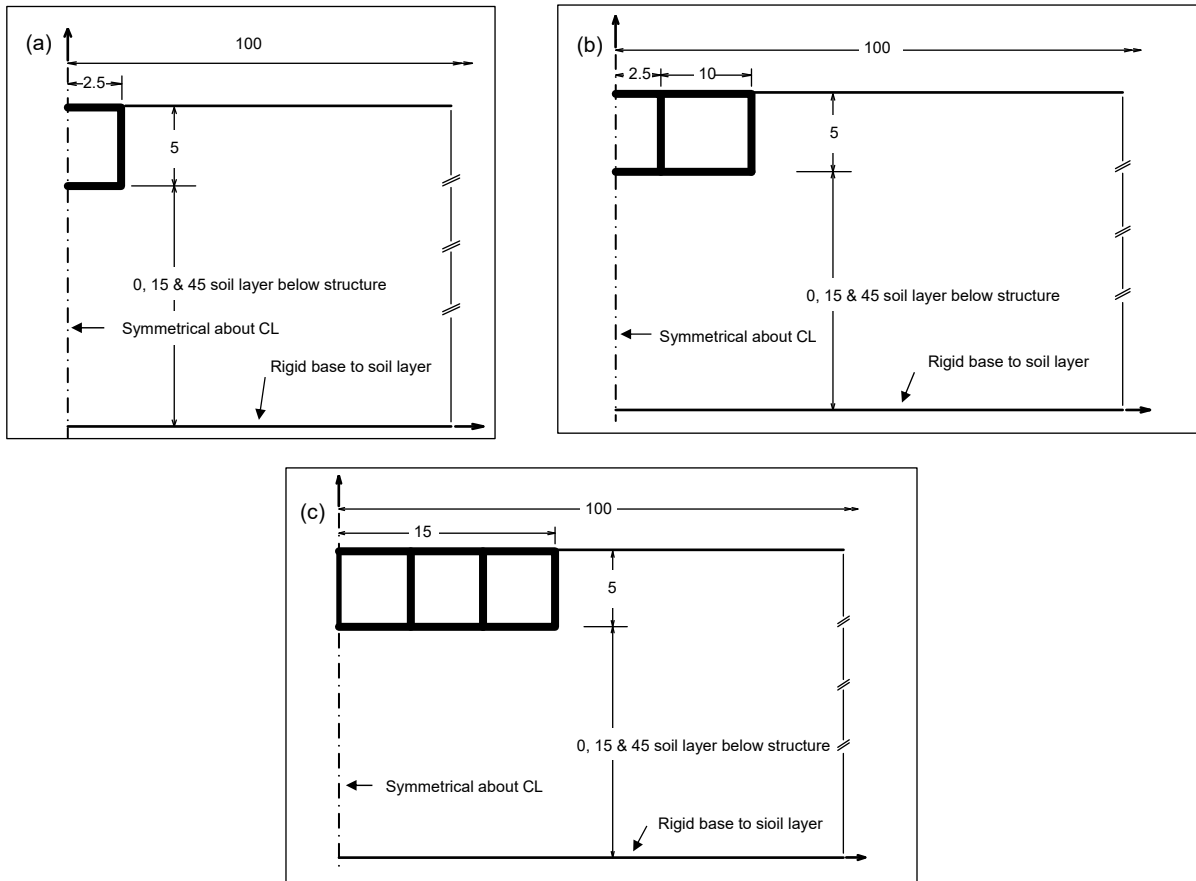 (a)
100
2.5
5
0, 15 & 45 soil layer below structure
Symmetrical about CL
Rigid base to soil layer
(b)
100
2.5
10
5
0, 15 & 45 soil layer below structure
Symmetrical about CL
Rigid base to soil layer
(c)
100
15
5
0, 15 & 45 soil layer below structure
Symmetrical about CL
Rigid base to sioil layer